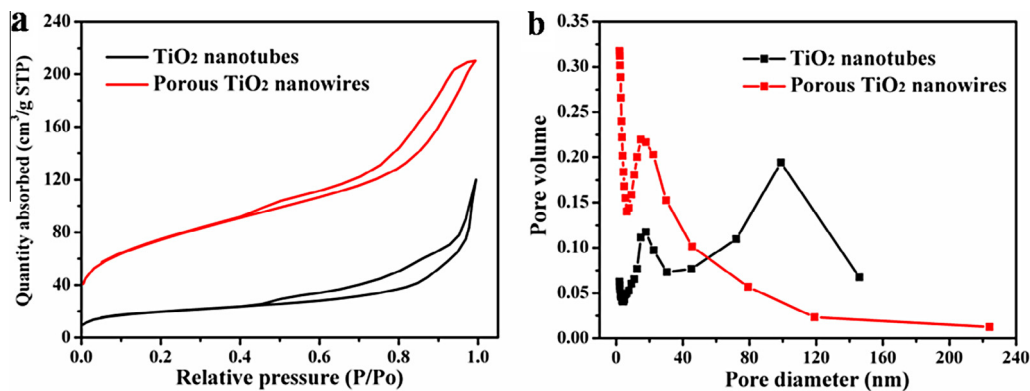 a
240
200
160
120
80
40
0
Quantity absorbed (cm³/g STP)
TiO₂ nanotubes
Porous TiO₂ nanowires
0.0 0.2 0.4 0.6 0.8 1.0
Relative pressure (P/Po)
b
0.35
0.30
0.25
0.20
0.15
0.10
0.05
0.00
Pore volume
TiO₂ nanotubes
Porous TiO₂ nanowires
0 40 80 120 160 200 240
Pore diameter (nm)